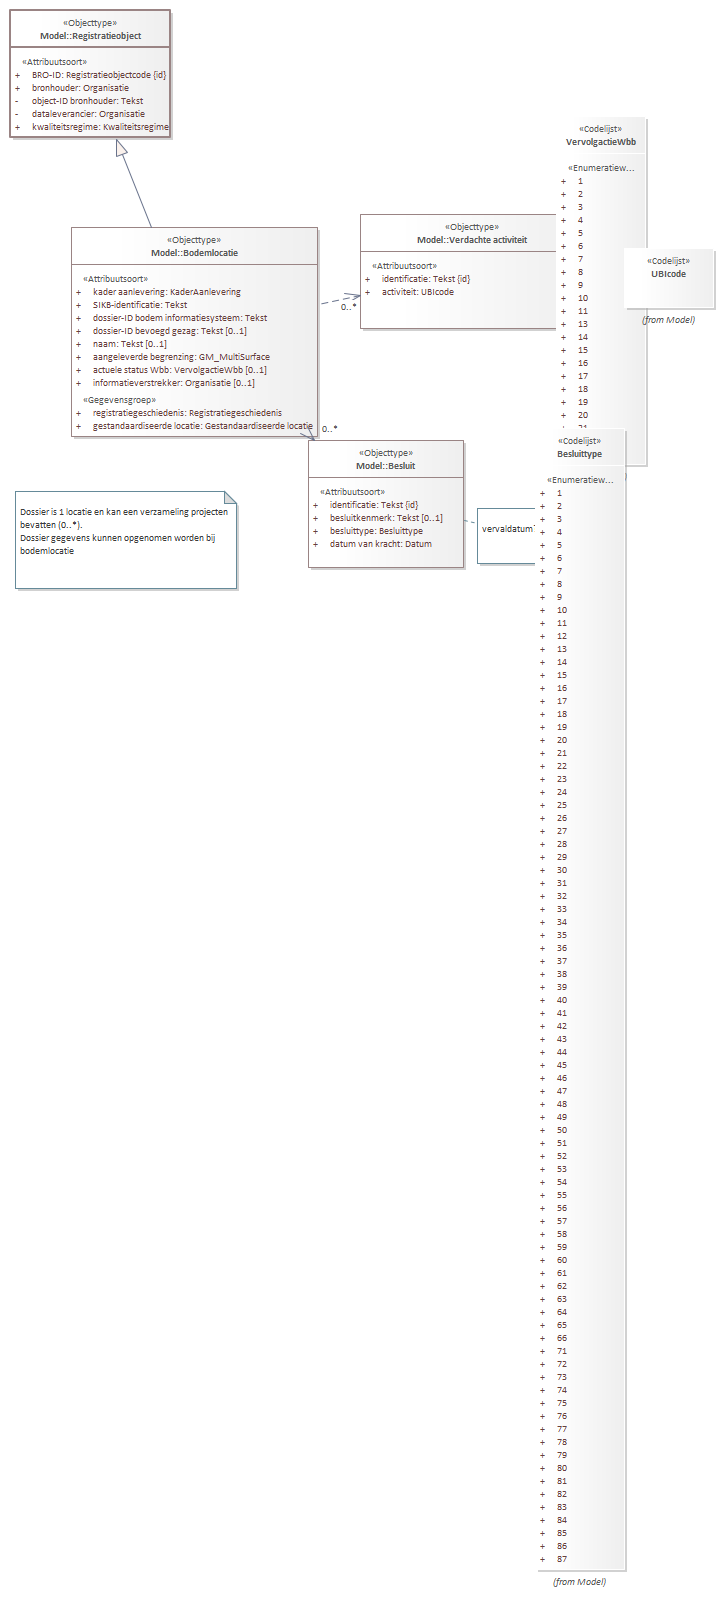 «Objecttype»
Model::Registratieobject
«Attribuutsoort»
+ BRO-ID: Registratieobjectcode {id}
+ bronhouder: Organisatie
- object-ID bronhouder: Tekst
- dataleverancier: Organisatie
+ kwaliteitsregime: Kwaliteitsregime
«Objecttype»
Model::Bodemlocatie
«Attribuutsoort»
+ kader aanlevering: KaderAanlevering
+ SIKB-identificatie: Tekst
+ dossier-ID bodem informatiesysteem: Tekst
+ dossier-ID bevoegd gezag: Tekst [0..1]
+ naam: Tekst [0..1]
+ aangeleverde begrenzing: GM_MultiSurface
+ actuele status Wbb: VervolgactieWbb [0..1]
+ informatieverstrekker: Organisatie [0..1]
«Gegevensgroep»
+ registratiegeschiedenis: Registratiegeschiedenis
+ gestandaardiseerde locatie: Gestandaardiseerde locatie
0..*
0..*
«Objecttype»
Model::Verdachte activiteit
«Attribuutsoort»
+ identificatie: Tekst {id}
+ activiteit: UBIcode
«Codelijst»
VervolgactieWbb
«Enumeratiew...
+ 1
+ 2
+ 3
+ 4
+ 5
+ 6
+ 7
+ 8
+ 9
+ 10
+ 11
+ 13
+ 14
+ 15
+ 16
+ 17
+ 18
+ 19
+ 20
«Codelijst»
UBIcode
(from Model)
«Objecttype»
Model::Besluit
«Attribuutsoort»
+ identificatie: Tekst {id}
+ besluitkenmerk: Tekst [0..1]
+ besluittype: Besluittype
+ datum van kracht: Datum
Dossier is 1 locatie en kan een verzameling projecten
bevatten (0..*).
Dossier gegevens kunnen opgenomen worden bij
bodemlocatie
vervaldatum
«Codelijst»
Besluittype
«Enumeratiew...
+ 1
+ 2
+ 3
+ 4
+ 5
+ 6
+ 7
+ 8
+ 9
+ 10
+ 11
+ 12
+ 13
+ 14
+ 15
+ 16
+ 17
+ 18
+ 19
+ 20
+ 21
+ 22
+ 23
+ 24
+ 25
+ 26
+ 27
+ 28
+ 29
+ 30
+ 31
+ 32
+ 33
+ 34
+ 35
+ 36
+ 37
+ 38
+ 39
+ 40
+ 41
+ 42
+ 43
+ 44
+ 45
+ 46
+ 47
+ 48
+ 49
+ 50
+ 51
+ 52
+ 53
+ 54
+ 55
+ 56
+ 57
+ 58
+ 59
+ 60
+ 61
+ 62
+ 63
+ 64
+ 65
+ 66
+ 71
+ 72
+ 73
+ 74
+ 75
+ 76
+ 77
+ 78
+ 79
+ 80
+ 81
+ 82
+ 83
+ 84
+ 85
+ 86
+ 87
(from Model)